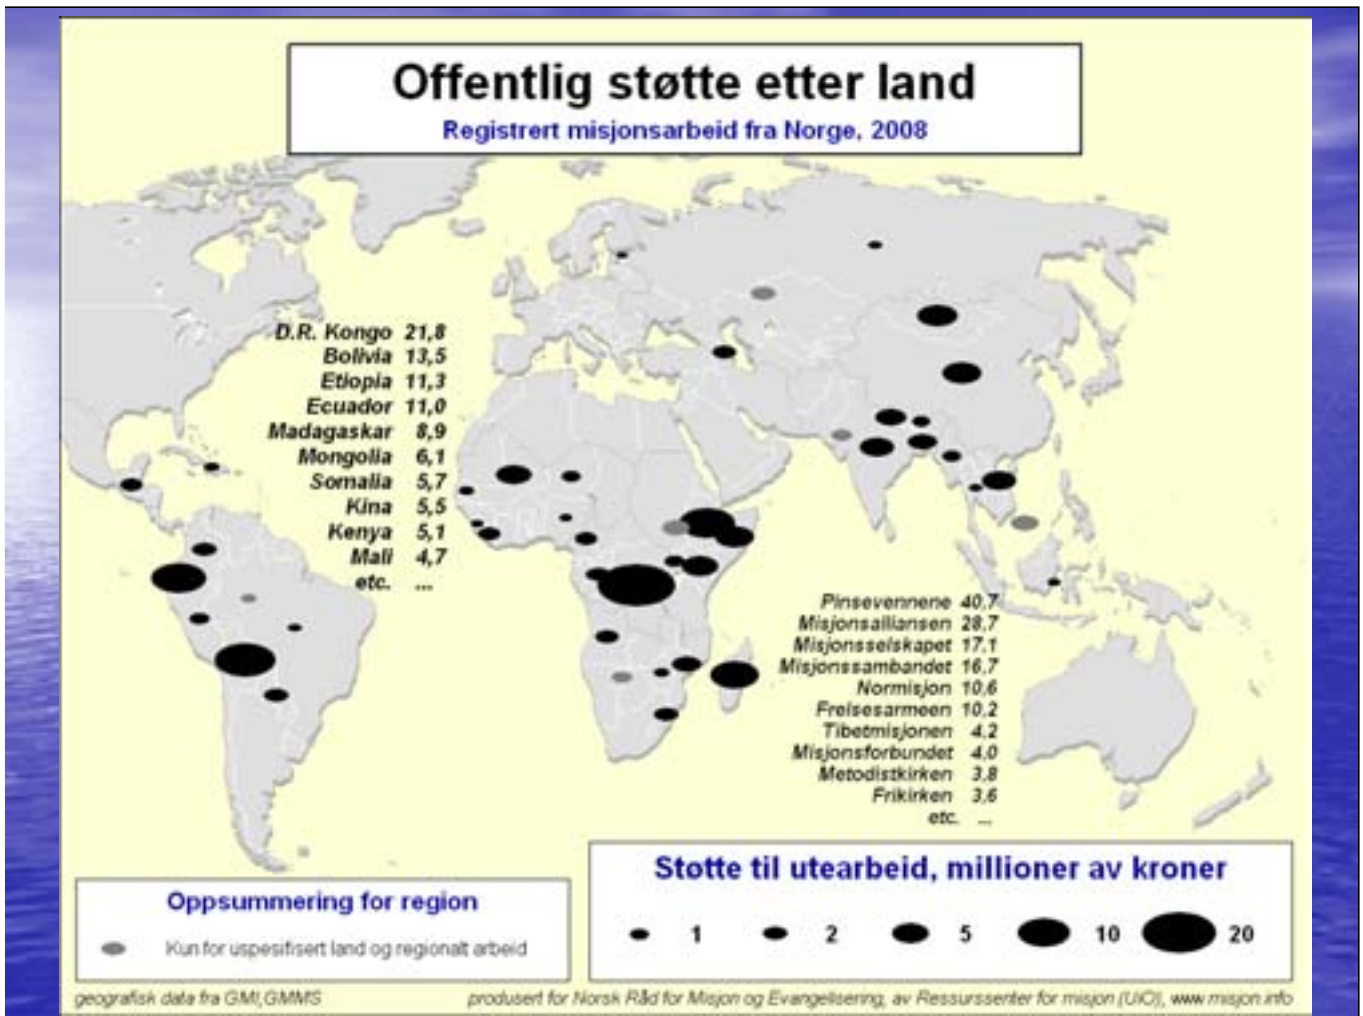 Offentlig støtte etter land
Registrert misjonsarbeid fra Norge, 2008
D.R. Kongo 21,8
Bolivia 13,5
Etiopia 11,3
Ecuador 11,0
Madagaskar 8,9
Mongolia 6,1
Somalia 5,7
Kina 5,5
Kenya 5,1
Mali 4,7
etc. ...
Pinsevennene 40,7
Misjonsalliansen 28,7
Misjonsselskapet 17.1
Misjonssambandet 16,7
Normisjon 10,6
Frelsesarmeen 10,2
Tibetmisjonen 4,2
Misjonsforbundet 4,0
Metodistkirken 3,8
Frikirken 3,6
etc. ...
Oppsummering for region
Kun for uspesifisert land og regionalt arbeid
Støtte til utearbeid, millioner av kroner
1 2 5 10 20
geografisk data fra GMI,GMMS
produsert for Norsk Råd for Misjon og Evangelisering, av Ressurssenter for misjon (UiO), www.misjon.info